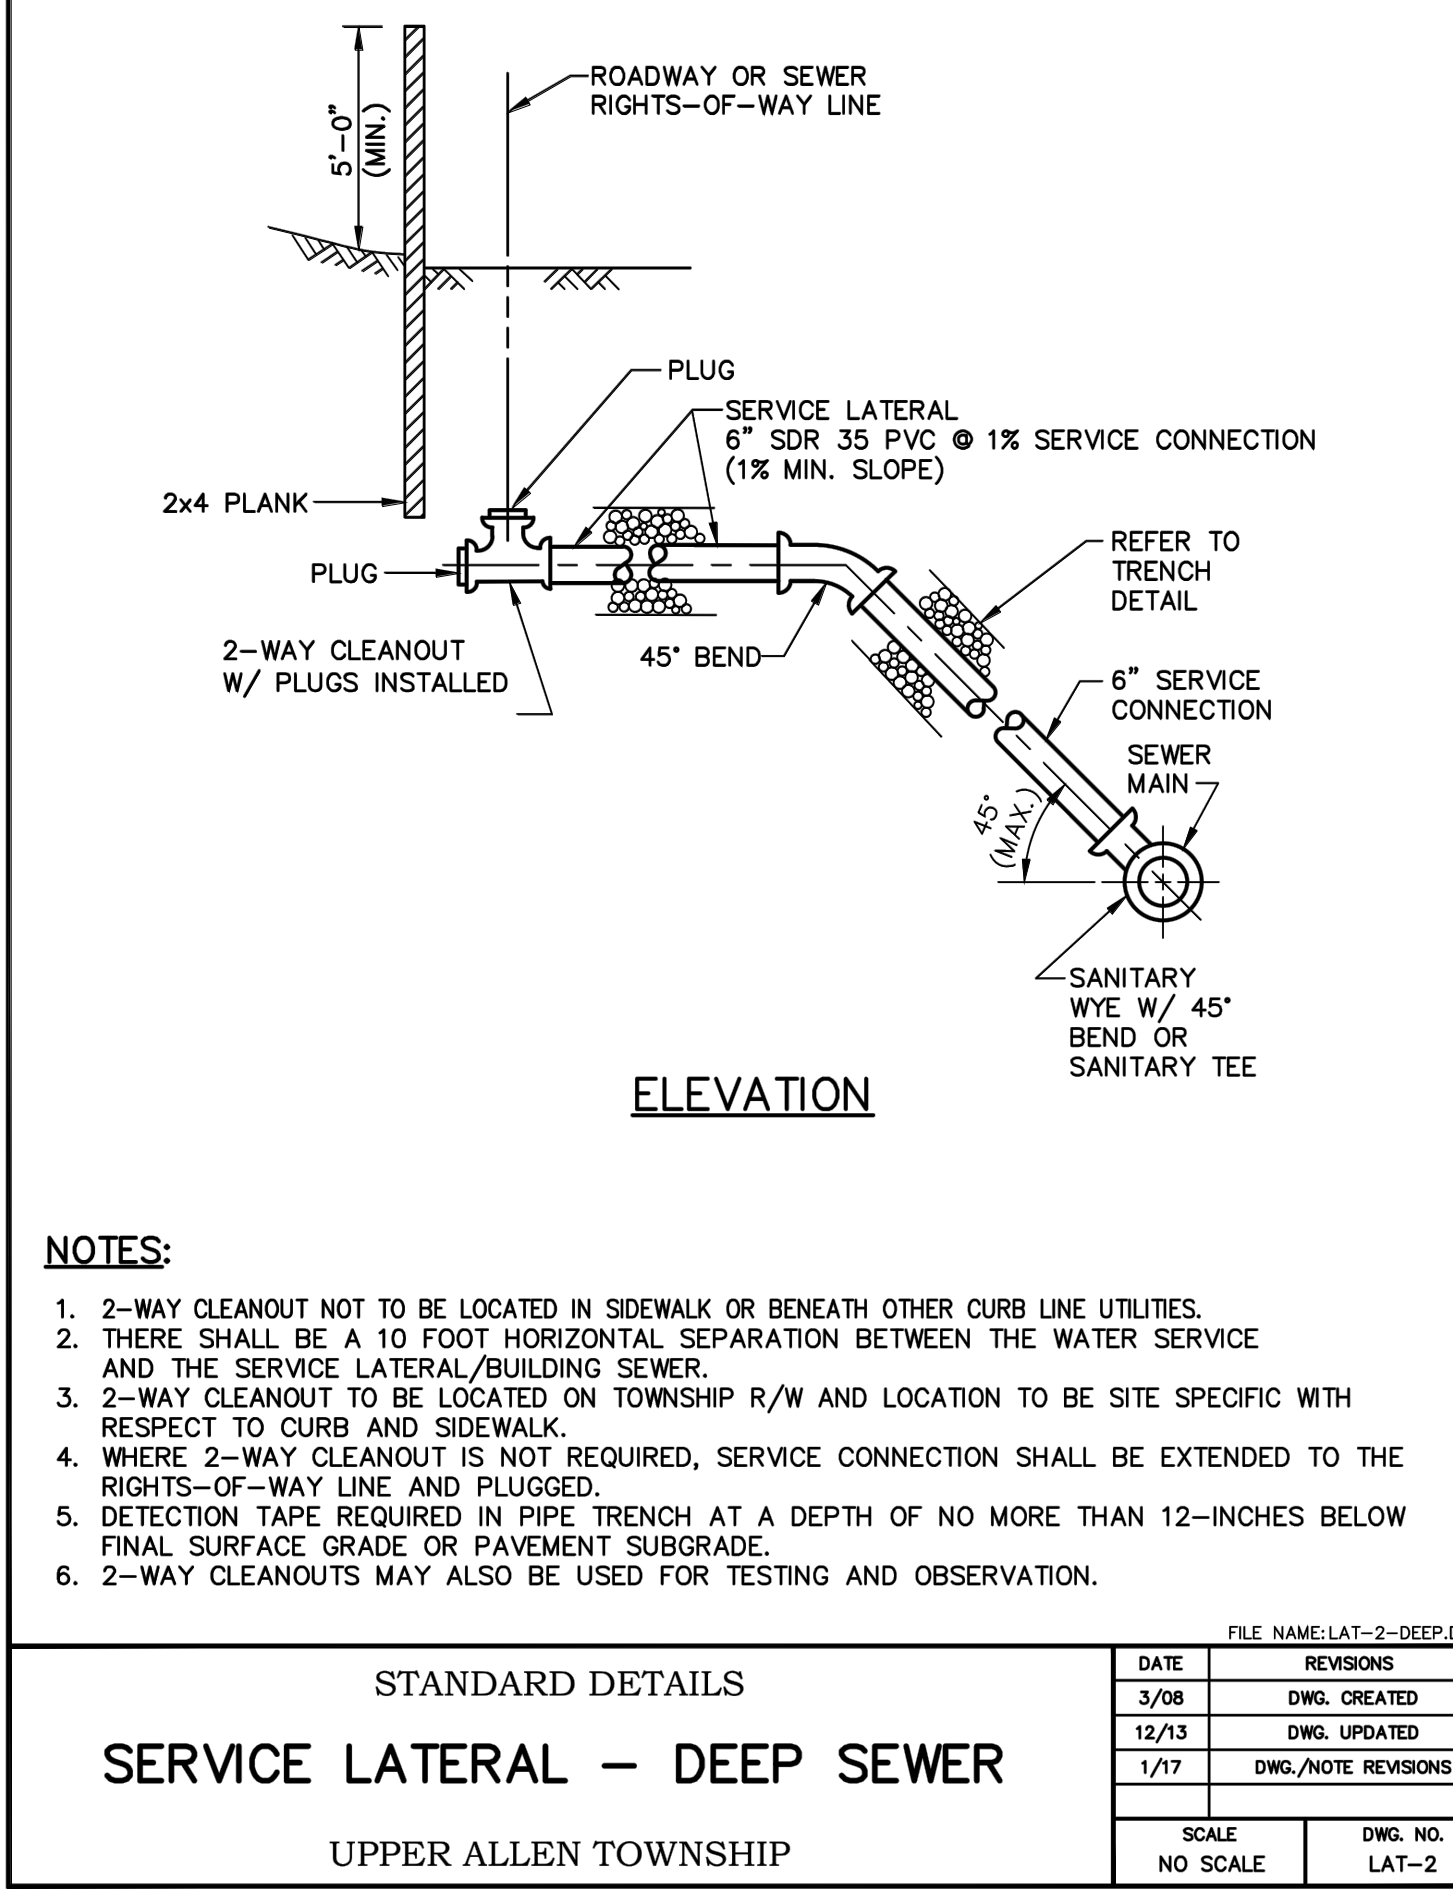 5'-0"
(MIN.)
ROADWAY OR SEWER
RIGHTS-OF-WAY LINE
PLUG
SERVICE LATERAL
6" SDR 35 PVC @ 1% SERVICE CONNECTION
(1% MIN. SLOPE)
2x4 PLANK
PLUG
REFER TO
TRENCH
DETAIL
2-WAY CLEANOUT
W/ PLUGS INSTALLED
45° BEND
6" SERVICE
CONNECTION
SEWER
MAIN
45°
(MAX.)
SANITARY
WYE W/ 45°
BEND OR
SANITARY TEE
ELEVATION
NOTES:
1. 2-WAY CLEANOUT NOT TO BE LOCATED IN SIDEWALK OR BENEATH OTHER CURB LINE UTILITIES.
2. THERE SHALL BE A 10 FOOT HORIZONTAL SEPARATION BETWEEN THE WATER SERVICE
AND THE SERVICE LATERAL/BUILDING SEWER.
3. 2-WAY CLEANOUT TO BE LOCATED ON TOWNSHIP R/W AND LOCATION TO BE SITE SPECIFIC WITH
RESPECT TO CURB AND SIDEWALK.
4. WHERE 2-WAY CLEANOUT IS NOT REQUIRED, SERVICE CONNECTION SHALL BE EXTENDED TO THE
RIGHTS-OF-WAY LINE AND PLUGGED.
5. DETECTION TAPE REQUIRED IN PIPE TRENCH AT A DEPTH OF NO MORE THAN 12-INCHES BELOW
FINAL SURFACE GRADE OR PAVEMENT SUBGRADE.
6. 2-WAY CLEANOUTS MAY ALSO BE USED FOR TESTING AND OBSERVATION.
FILE NAME: LAT-2-DEEP.
STANDARD DETAILS
SERVICE LATERAL - DEEP SEWER
UPPER ALLEN TOWNSHIP
DATE REVISIONS
3/08 DWG. CREATED
12/13 DWG. UPDATED
1/17 DWG./NOTE REVISIONS
SCALE
NO SCALE
DWG. NO.
LAT-2